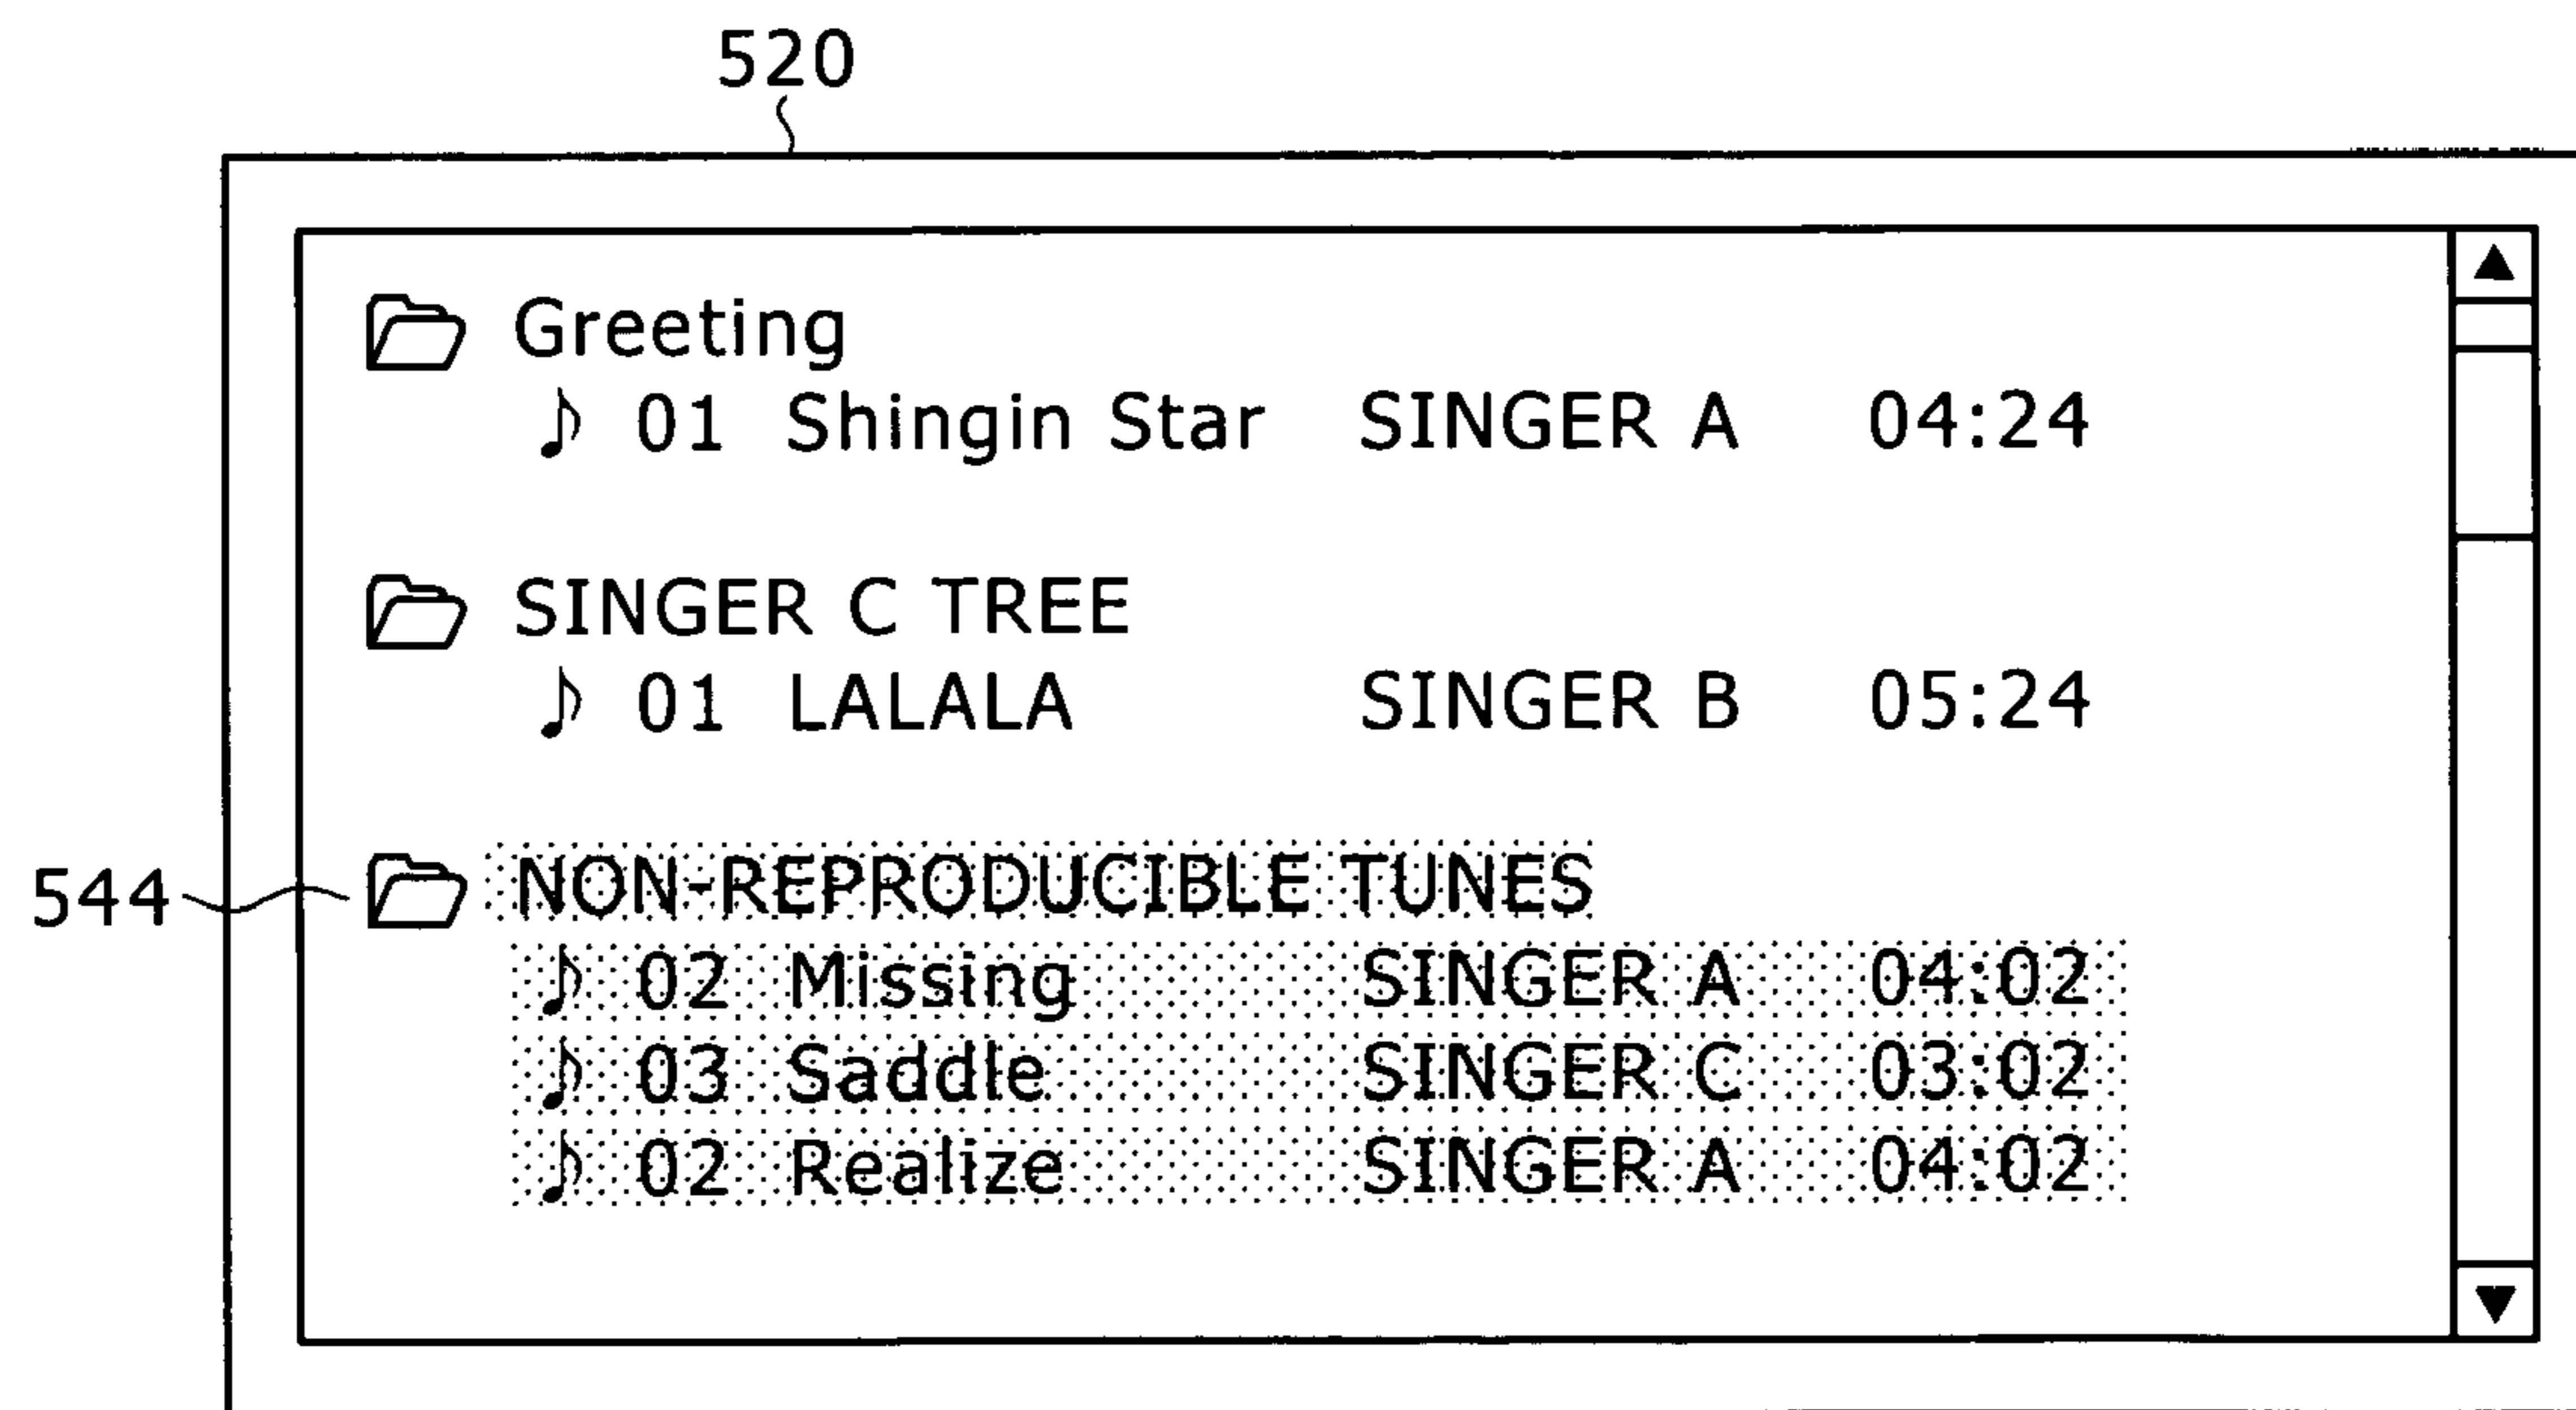 520
Greeting
♪ 01 Shingin Star SINGER A 04:24
SINGER C TREE
♪ 01 LALALA SINGER B 05:24
544 NON-REPRODUCIBLE TUNES
♪ 02 Missing SINGER A 04:02
♪ 03 Saddle SINGER C 03:02
♪ 02 Realize SINGER A 04:02